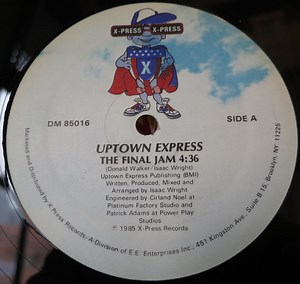 X-PRESS X-PRESS
X
DM 85016
SIDE A
UPTOWN EXPRESS
THE FINAL JAM 4:36
(Donald Walker/Isaac Wright)
Uptown Express Publishing (BMI)
Written, Produced, Mixed and
Arranged by Isaac Wright
Engineered by Cirland Noel at
Platinum Factory Studio and
Patrick Adams at Power Play
Studios
℗ 1985 X-Press Records
Marketed and Distributed by X-Press Records: A Division of E.E. Enterprises Inc., 451 Kingston Ave., Suite B 15, Brooklyn, NY 11225